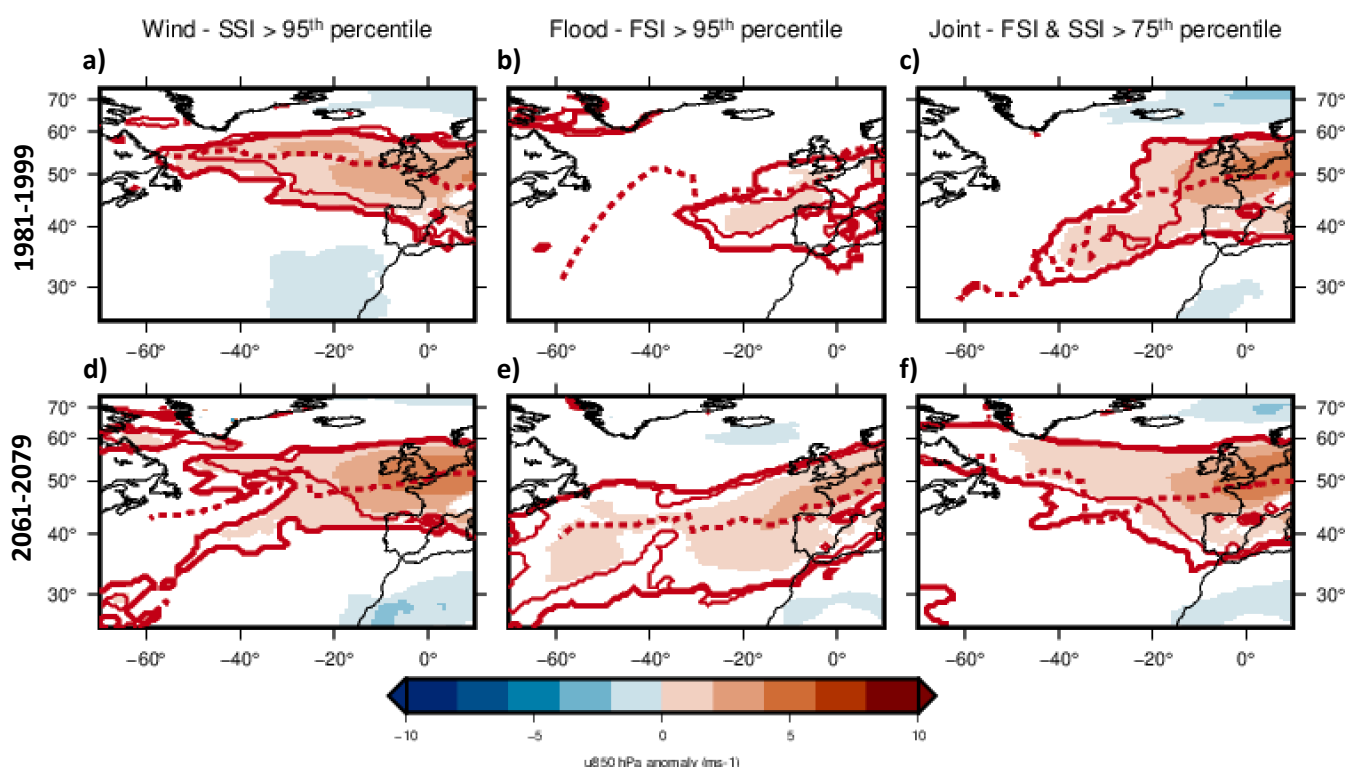 Wind - SSI > 95th percentile
Flood - FSI > 95th percentile
Joint - FSI & SSI > 75th percentile
1981-1999
a)
b)
c)
70°
60°
50°
40°
30°
70°
60°
50°
40°
30°
−60° −40° −20° 0°
−60° −40° −20° 0°
−60° −40° −20° 0°
2061-2079
d)
e)
f)
70°
60°
50°
40°
30°
70°
60°
50°
40°
30°
−60° −40° −20° 0°
−60° −40° −20° 0°
−60° −40° −20° 0°
−10 −5 0 5 10
u850 hPa anomaly (ms-1)